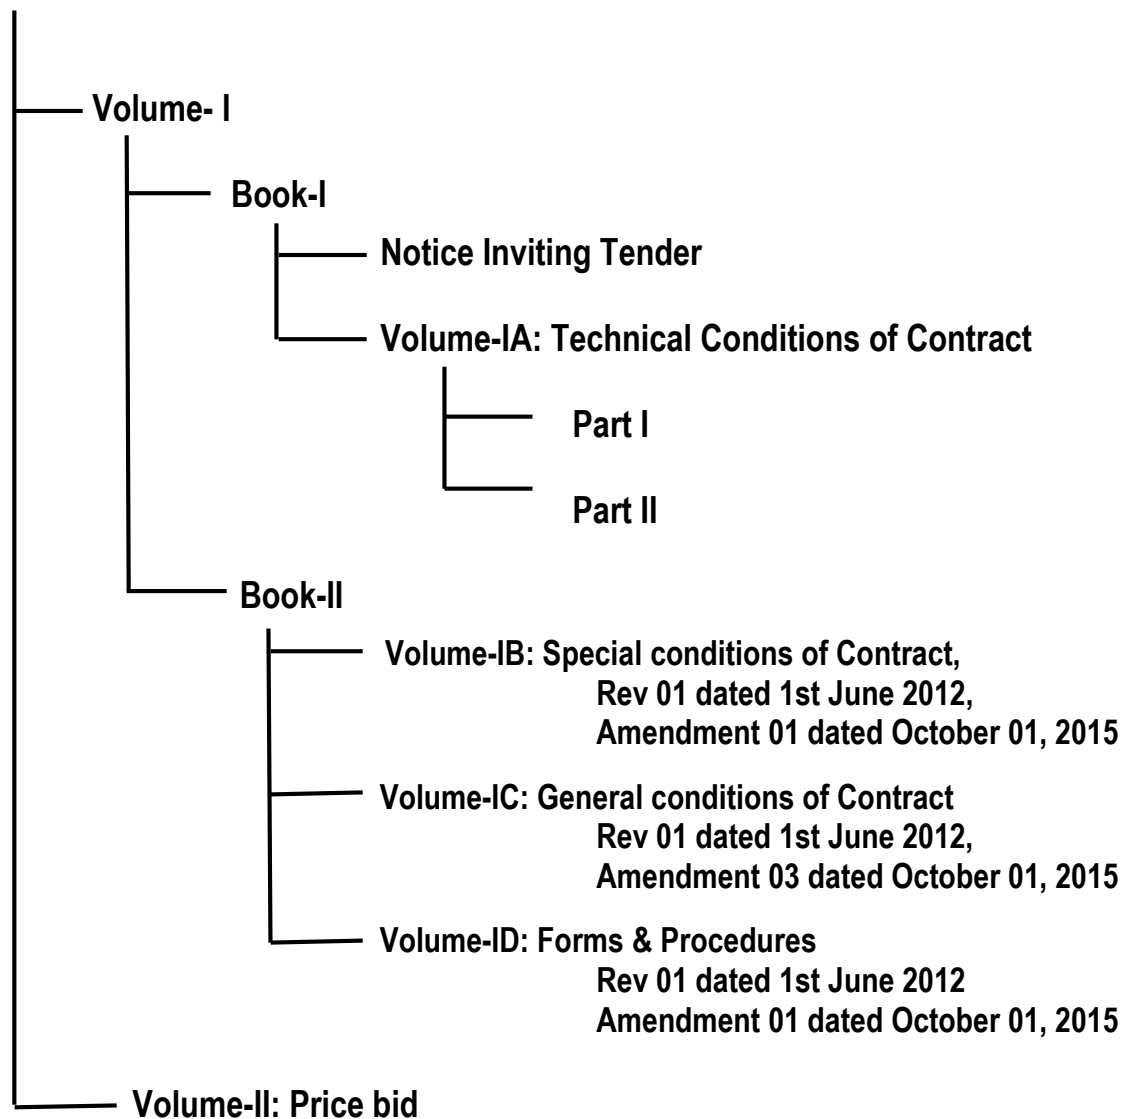 Volume- I
Book-I
Notice Inviting Tender
Volume-IA: Technical Conditions of Contract
Part I
Part II
Book-II
Volume-IB: Special conditions of Contract,
Rev 01 dated 1st June 2012,
Amendment 01 dated October 01, 2015
Volume-IC: General conditions of Contract
Rev 01 dated 1st June 2012,
Amendment 03 dated October 01, 2015
Volume-ID: Forms & Procedures
Rev 01 dated 1st June 2012
Amendment 01 dated October 01, 2015
Volume-II: Price bid